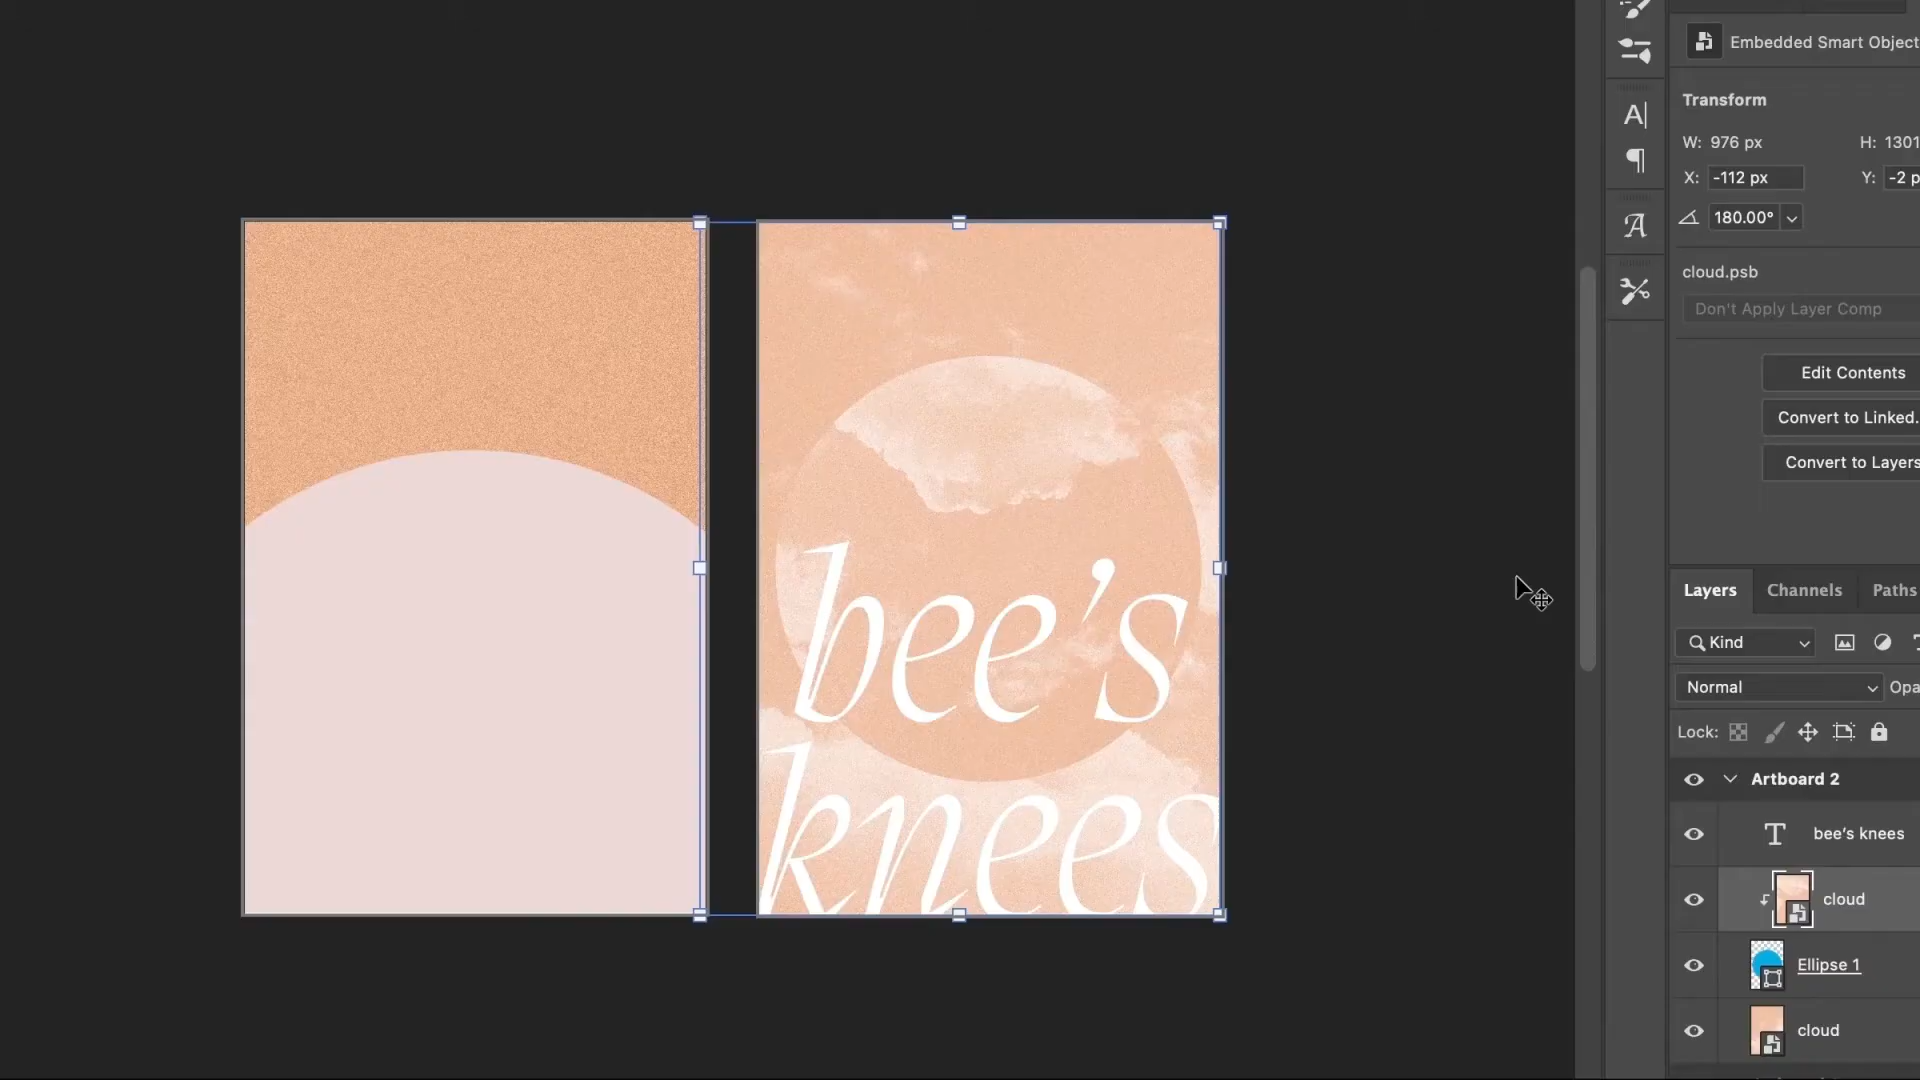 Embedded Smart Object
Transform
W: 976 px H: 1301
X: -112 px Y: -2 p
180.00°
cloud.psb
Don't Apply Layer Comp
Edit Contents
Convert to Linked.
Convert to Layers
bee’s
knees
Layers Channels Paths
Kind
Normal Opa
Lock:
Artboard 2
T bee’s knees
cloud
Ellipse 1
cloud